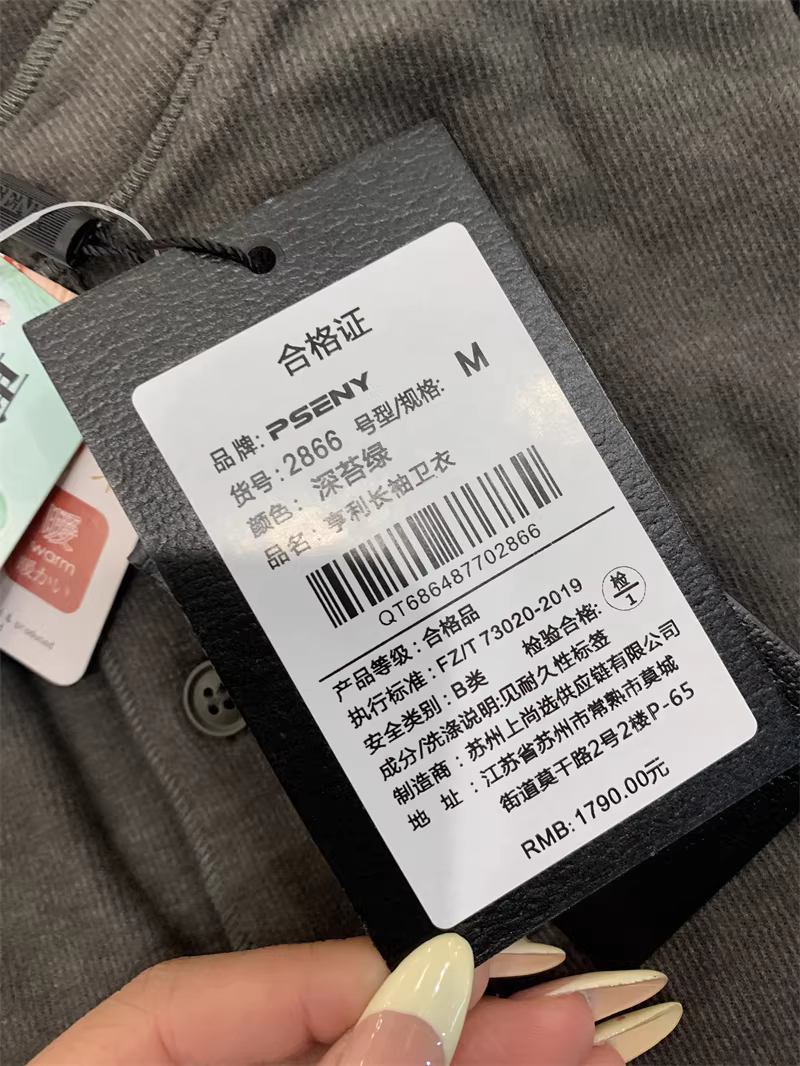 合格证
品牌: PSENY
货号: 2866 号型/规格: M
颜色: 深苔绿
品名: 亨利长袖卫衣
QT686487702866
产品等级: 合格品
执行标准: FZ/T 73020-2019
安全类别: B类 检验合格: 检1
成分/洗涤说明:见耐久性标签
制造商: 苏州上尚选供应链有限公司
地 址: 江苏省苏州市常熟市莫城
街道莫干路2号2楼P-65
RMB: 1790.00元
暖
warm
暖かい